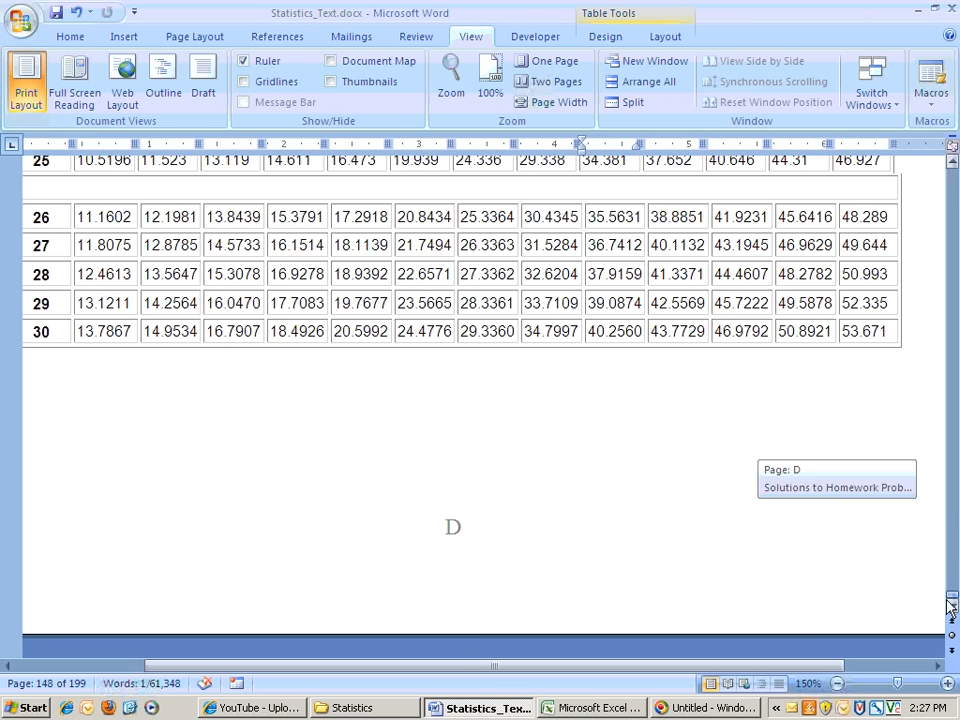 Statistics_Text.docx - Microsoft Word
Table Tools
Home Insert Page Layout References Mailings Review View Developer Design Layout
Ruler Document Map One Page New Window View Side by Side
Gridlines Thumbnails Two Pages Arrange All Synchronous Scrolling
Message Bar Page Width Split Reset Window Position
Print Layout Full Screen Reading Web Layout Outline Draft Zoom 100% Switch Windows Macros
Document Views Show/Hide Zoom Window Macros
1 2 3 4 5 6
25 10.5196 11.523 13.119 14.611 16.473 19.939 24.336 29.338 34.381 37.652 40.646 44.31 46.927
26 11.1602 12.1981 13.8439 15.3791 17.2918 20.8434 25.3364 30.4345 35.5631 38.8851 41.9231 45.6416 48.289
27 11.8075 12.8785 14.5733 16.1514 18.1139 21.7494 26.3363 31.5284 36.7412 40.1132 43.1945 46.9629 49.644
28 12.4613 13.5647 15.3078 16.9278 18.9392 22.6571 27.3362 32.6204 37.9159 41.3371 44.4607 48.2782 50.993
29 13.1211 14.2564 16.0470 17.7083 19.7677 23.5665 28.3361 33.7109 39.0874 42.5569 45.7222 49.5878 52.335
30 13.7867 14.9534 16.7907 18.4926 20.5992 24.4776 29.3360 34.7997 40.2560 43.7729 46.9792 50.8921 53.671
Page: D
Solutions to Homework Prob...
D
Page: 148 of 199 Words: 1/61,348 150%
Start YouTube - Uplo... Statistics Statistics_Tex... Microsoft Excel ... Untitled - Windo... 2:27 PM